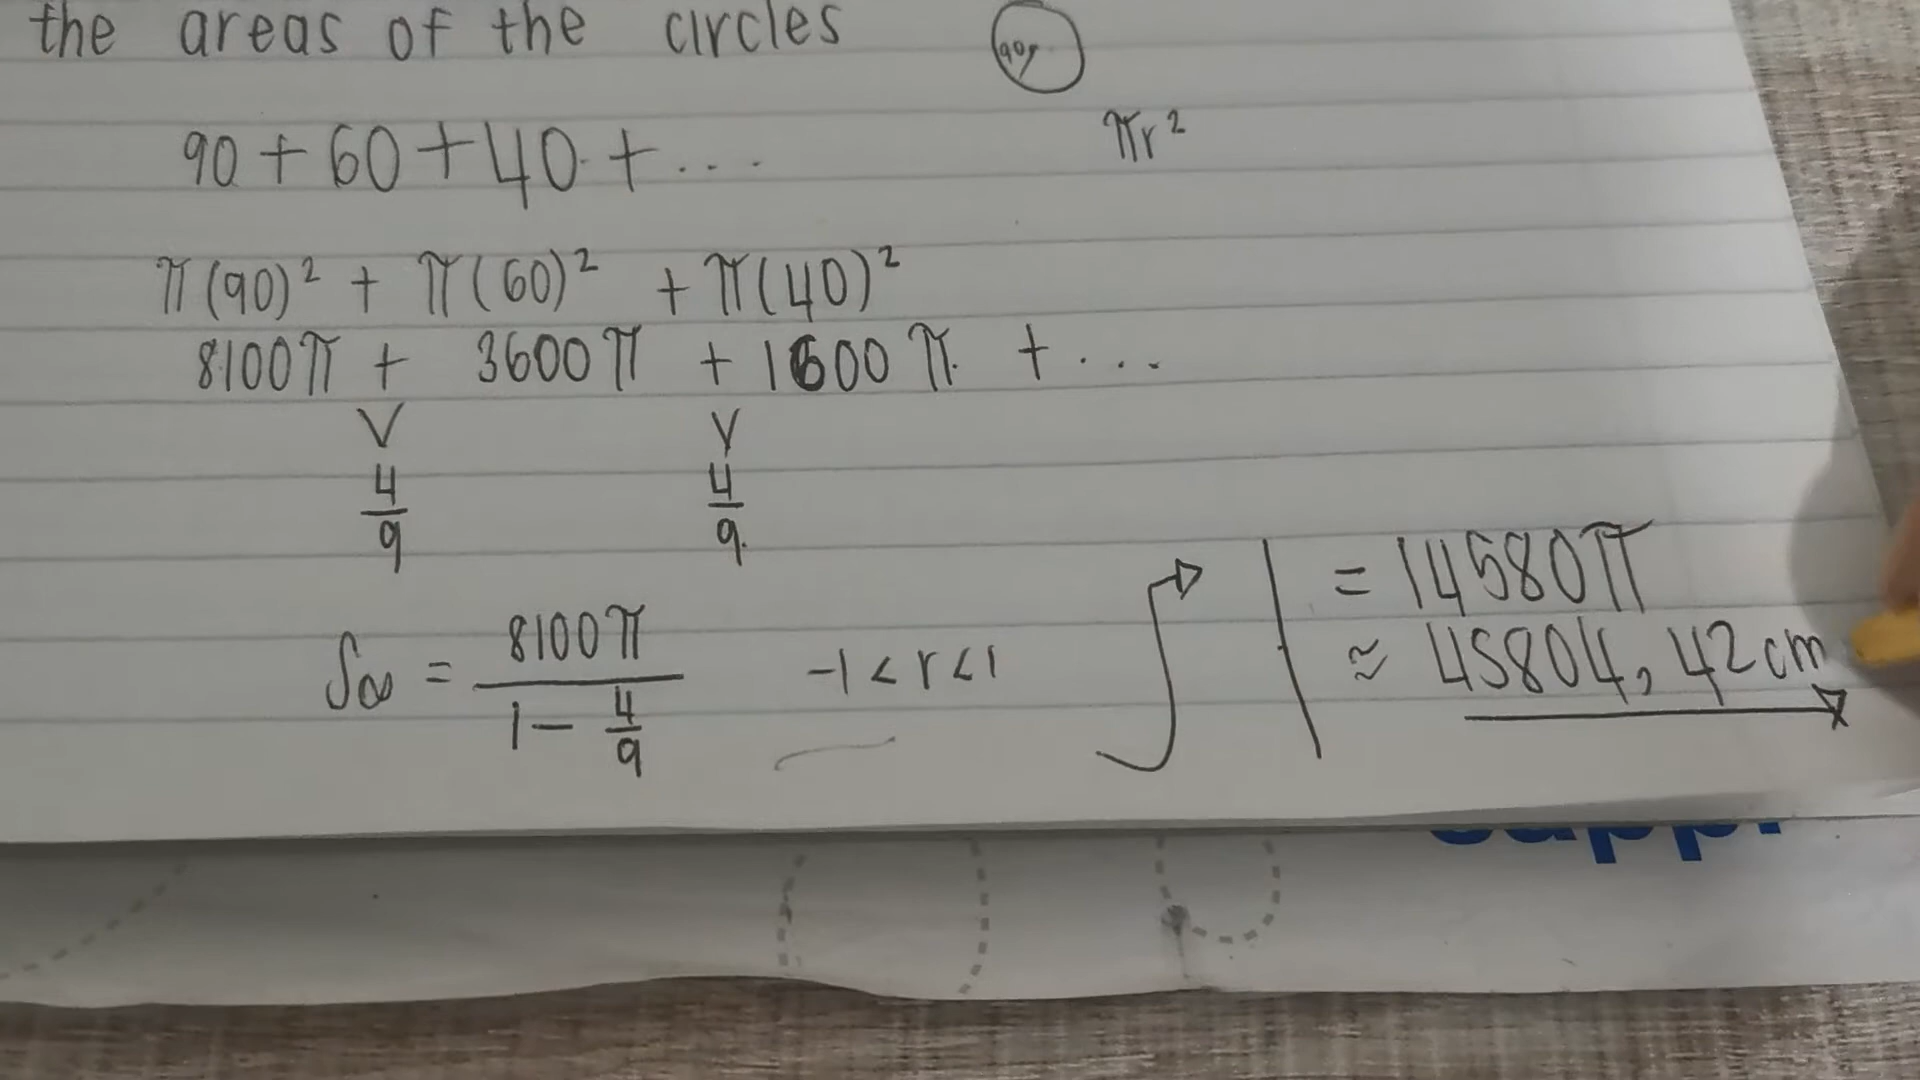 the areas of the circles
90
90 + 60 + 40 + ...
πr²
π(90)² + π(60)² + π(40)²
8100π + 3600π + 1600π + ...
4/9 4/9
S∞ = 8100π / (1 - 4/9) -1 < r < 1
= 14580π
≈ 45804,42 cm